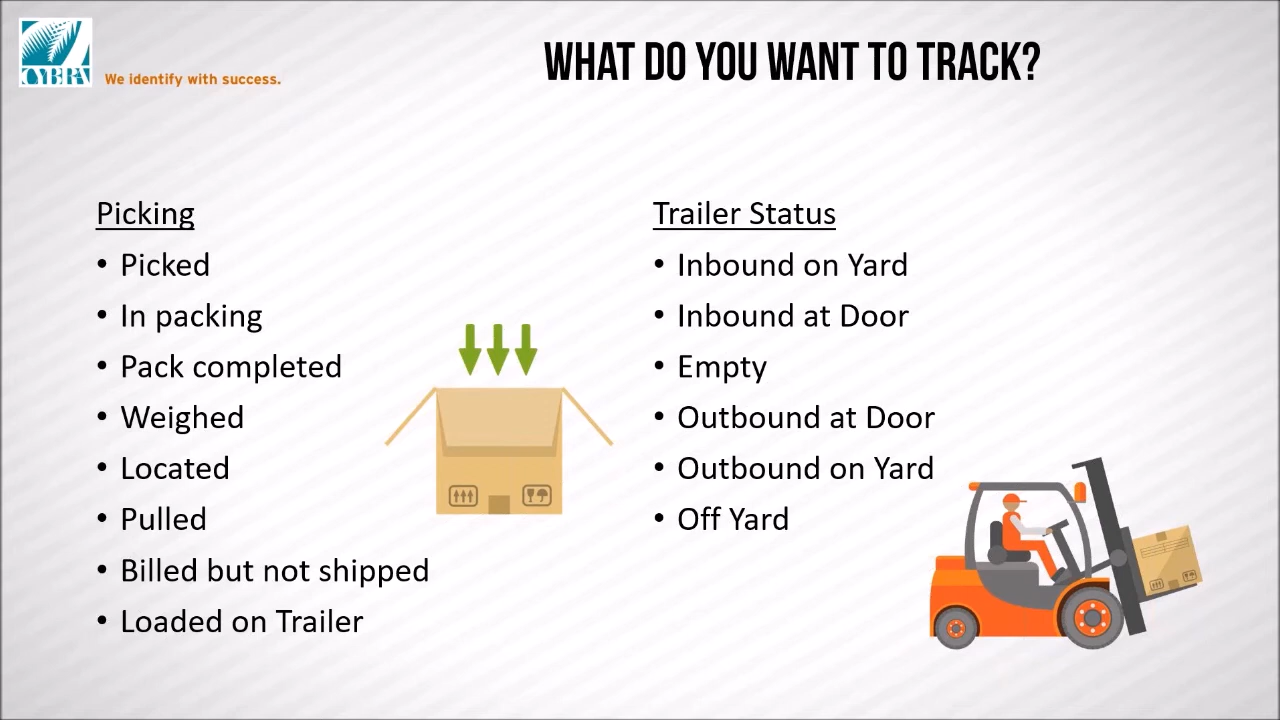 CYBRA
We identify with success.
WHAT DO YOU WANT TO TRACK?
Picking
• Picked
• In packing
• Pack completed
• Weighed
• Located
• Pulled
• Billed but not shipped
• Loaded on Trailer
Trailer Status
• Inbound on Yard
• Inbound at Door
• Empty
• Outbound at Door
• Outbound on Yard
• Off Yard